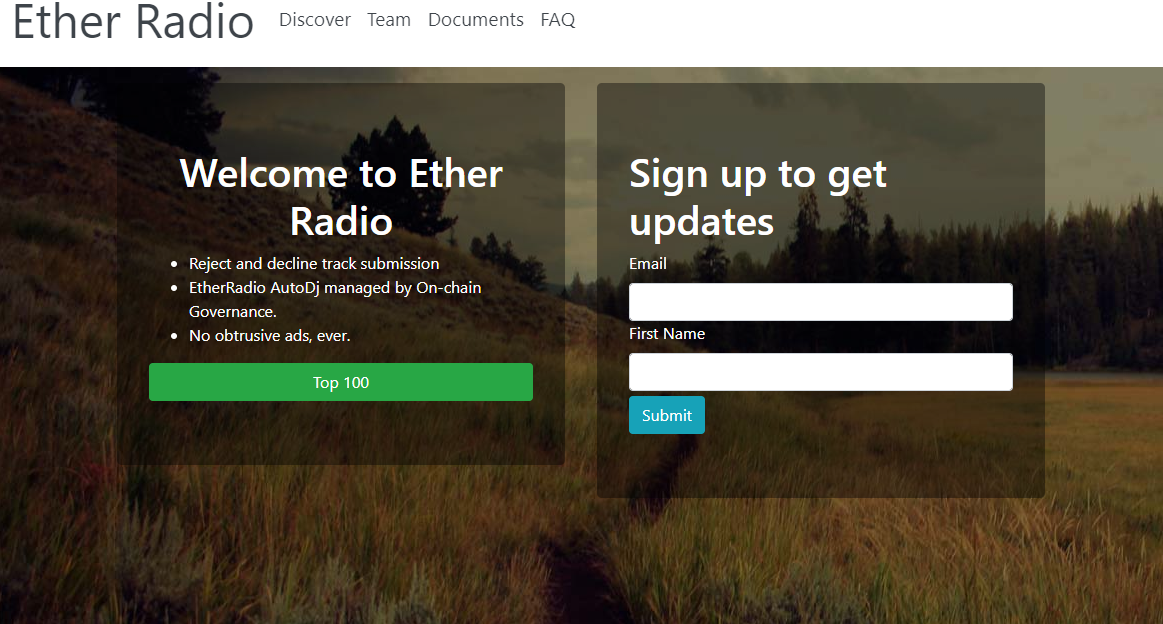 Ether Radio Discover Team Documents FAQ
Welcome to Ether
Radio
Reject and decline track submission
EtherRadio AutoDj managed by On-chain
Governance.
No obtrusive ads, ever.
Top 100
Sign up to get
updates
Email
First Name
Submit